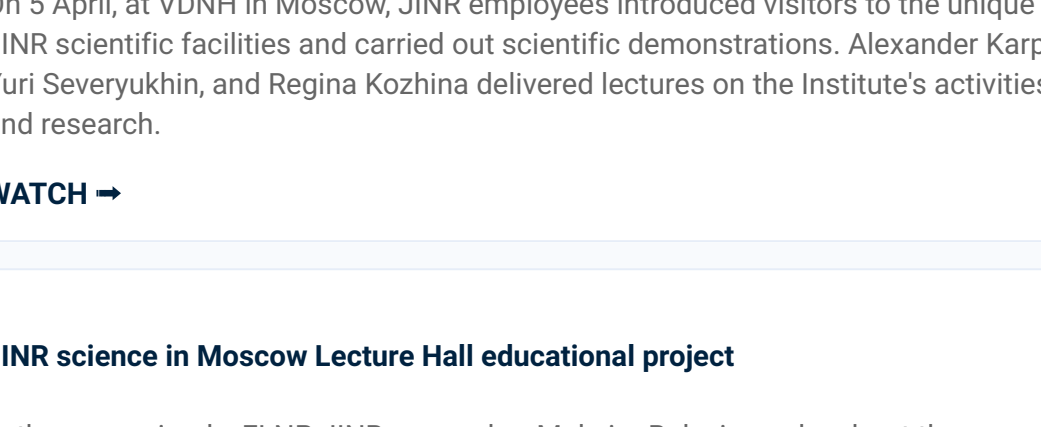 On 5 April, at VDNH in Moscow, JINR employees introduced visitors to the unique
JINR scientific facilities and carried out scientific demonstrations. Alexander Karp
Yuri Severyukhin, and Regina Kozhina delivered lectures on the Institute's activities
and research.
WATCH ➡
JINR science in Moscow Lecture Hall educational project